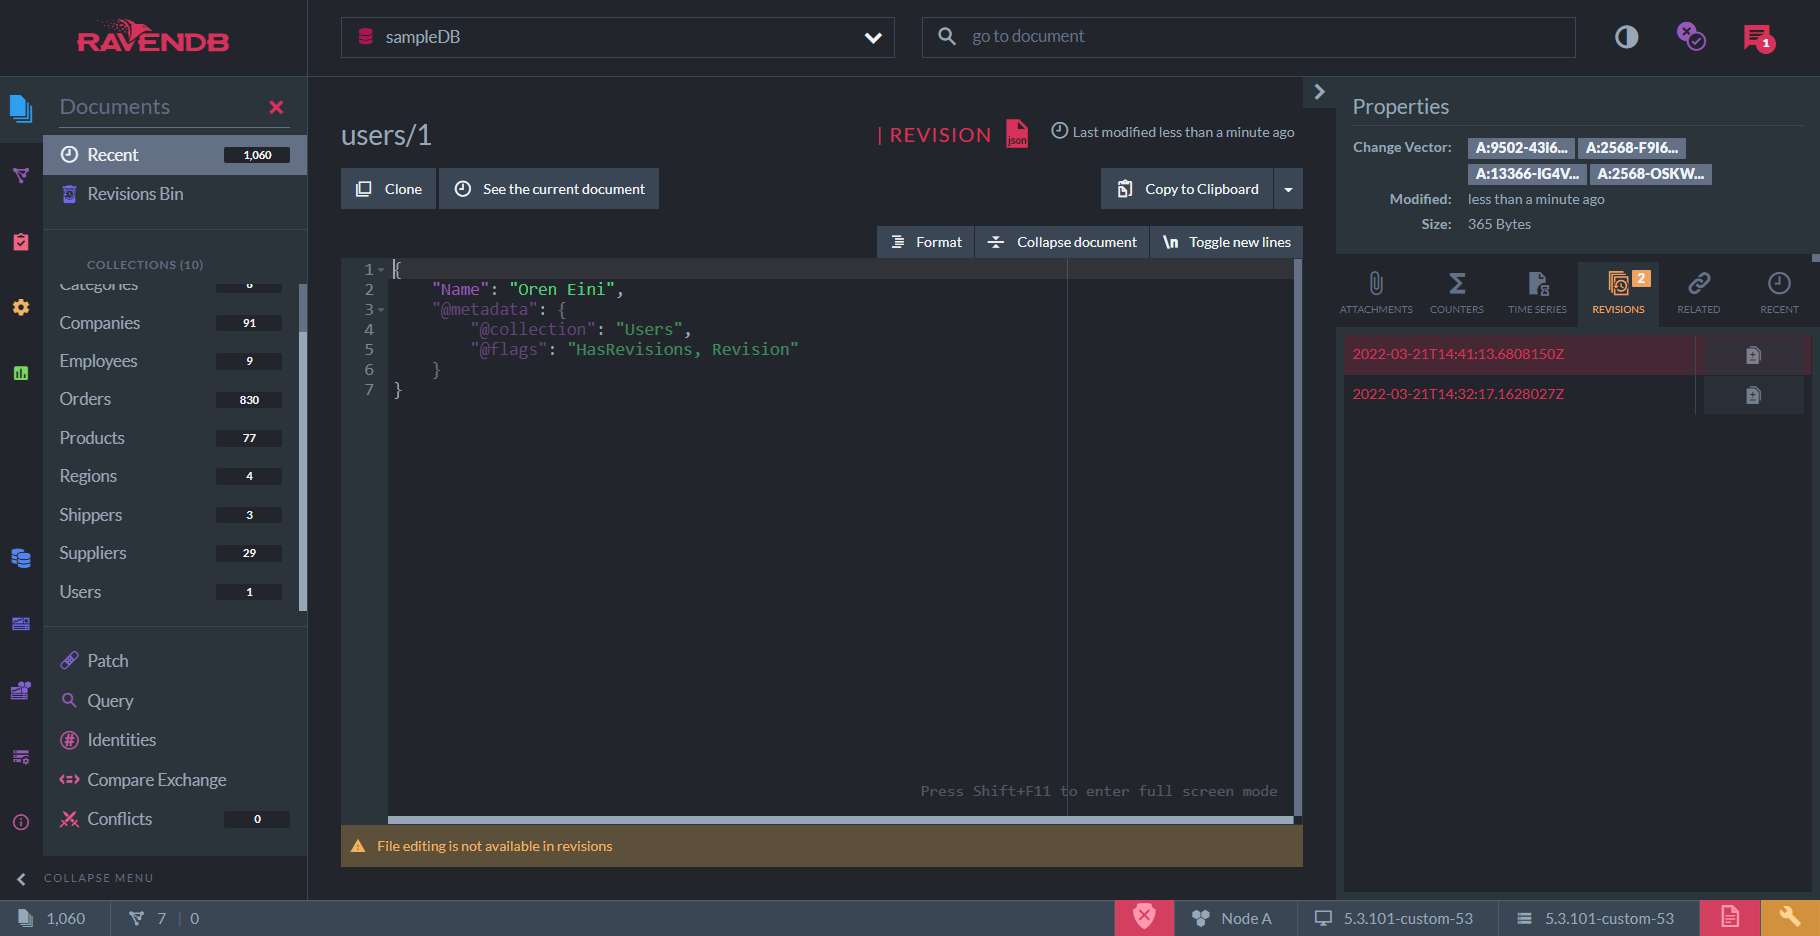 RAVENDB
sampleDB
go to document
1
Documents
Recent 1,060
Revisions Bin
COLLECTIONS (10)
Categories 8
Companies 91
Employees 9
Orders 830
Products 77
Regions 4
Shippers 3
Suppliers 29
Users 1
Patch
Query
Identities
Compare Exchange
Conflicts 0
COLLAPSE MENU
users/1
| REVISION
json
Last modified less than a minute ago
Clone
See the current document
Copy to Clipboard
Format
Collapse document
\n Toggle new lines
1 {
2 "Name": "Oren Eini",
3 "@metadata": {
4 "@collection": "Users",
5 "@flags": "HasRevisions, Revision"
6 }
7 }
Press Shift+F11 to enter full screen mode
File editing is not available in revisions
Properties
Change Vector: A:9502-43I6... A:2568-F9I6...
A:13366-IG4V... A:2568-OSKW...
Modified: less than a minute ago
Size: 365 Bytes
ATTACHMENTS
COUNTERS
TIME SERIES
2
REVISIONS
RELATED
RECENT
2022-03-21T14:41:13.6808150Z
2022-03-21T14:32:17.1628027Z
1,060
7 | 0
Node A
5.3.101-custom-53
5.3.101-custom-53